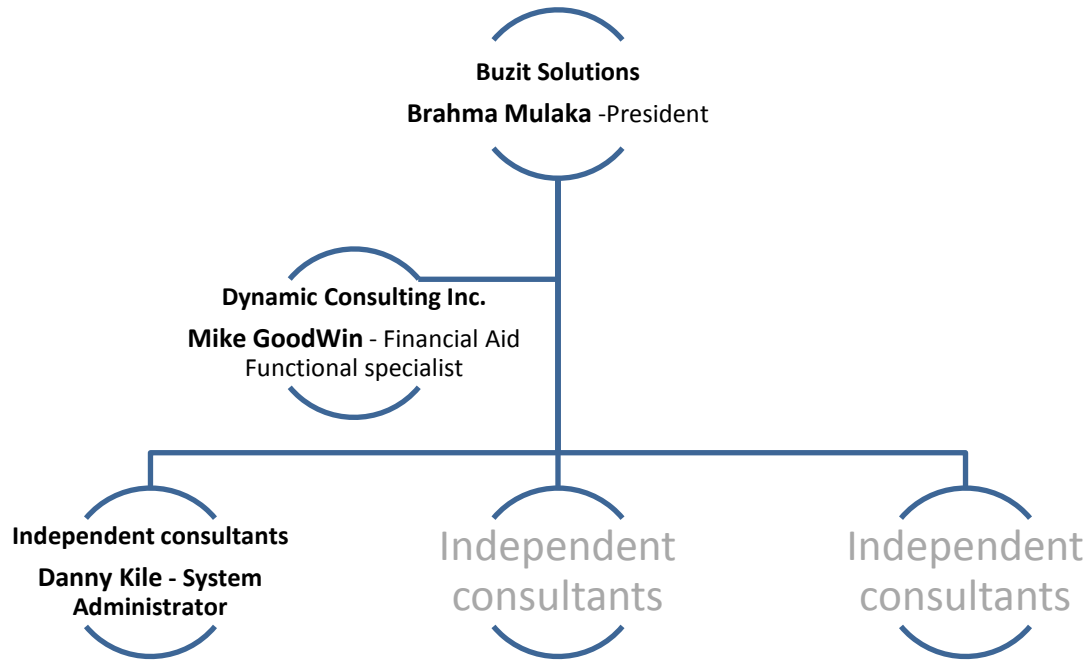 Buzit Solutions
Brahma Mulaka -President
Dynamic Consulting Inc.
Mike GoodWin - Financial Aid
Functional specialist
Independent consultants
Danny Kile - System
Administrator
Independent
consultants
Independent
consultants